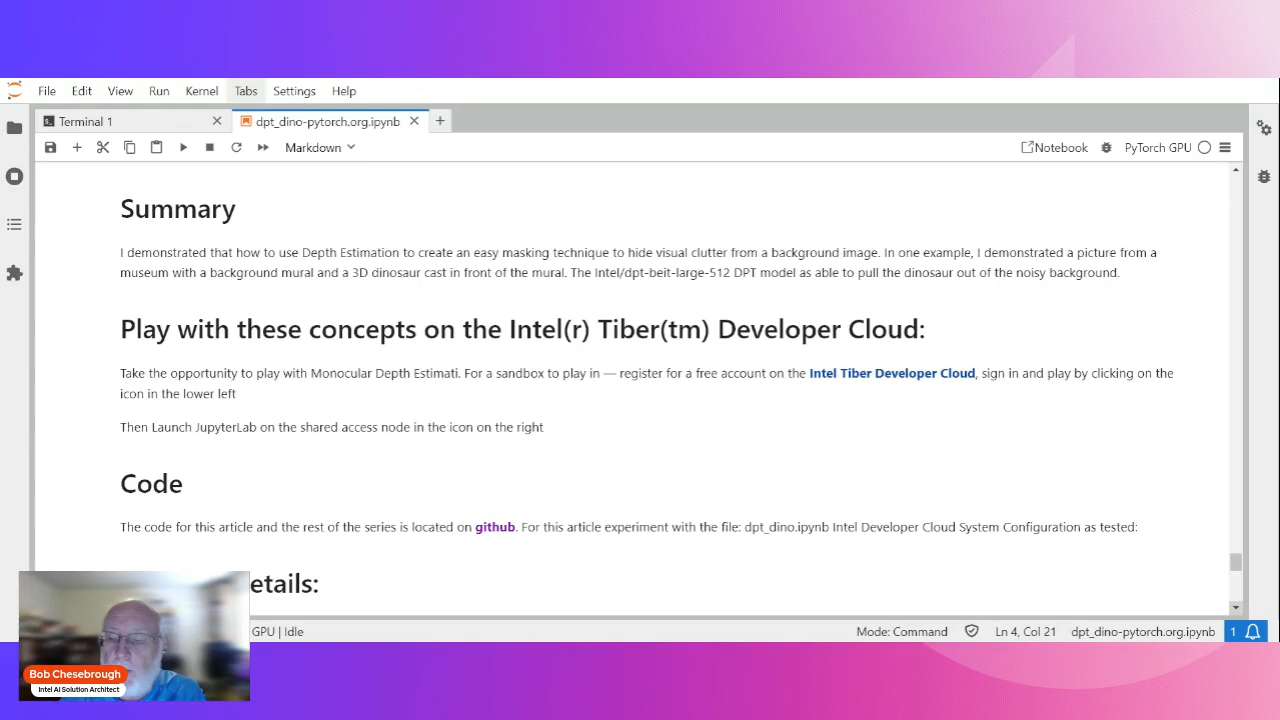 File Edit View Run Kernel Tabs Settings Help
Terminal 1 dpt_dino-pytorch.org.ipynb
Markdown Notebook PyTorch GPU
Summary
I demonstrated that how to use Depth Estimation to create an easy masking technique to hide visual clutter from a background image. In one example, I demonstrated a picture from a
museum with a background mural and a 3D dinosaur cast in front of the mural. The Intel/dpt-beit-large-512 DPT model as able to pull the dinosaur out of the noisy background.
Play with these concepts on the Intel(r) Tiber(tm) Developer Cloud:
Take the opportunity to play with Monocular Depth Estimati. For a sandbox to play in — register for a free account on the Intel Tiber Developer Cloud, sign in and play by clicking on the
icon in the lower left
Then Launch JupyterLab on the shared access node in the icon on the right
Code
The code for this article and the rest of the series is located on github. For this article experiment with the file: dpt_dino.ipynb Intel Developer Cloud System Configuration as tested:
etails:
GPU | Idle Mode: Command Ln 4, Col 21 dpt_dino-pytorch.org.ipynb 1
Bob Chesebrough
Intel AI Solution Architect